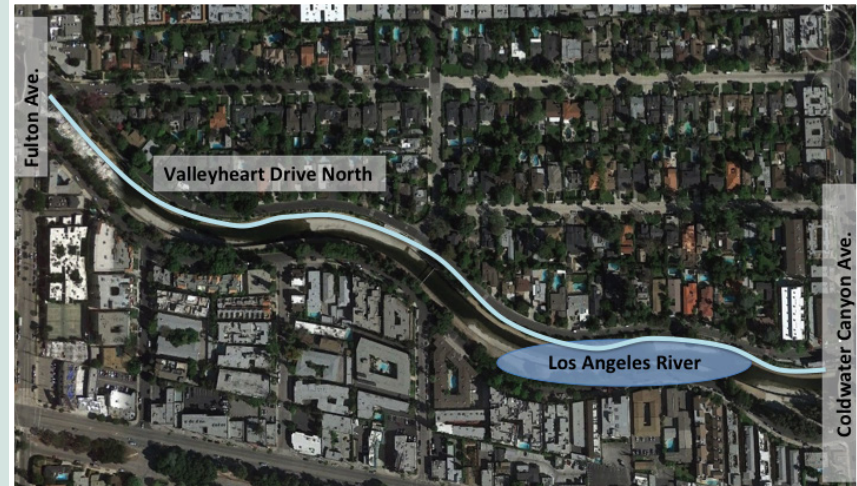 Fulton Ave.
Valleyheart Drive North
Los Angeles River
Coldwater Canyon Ave.